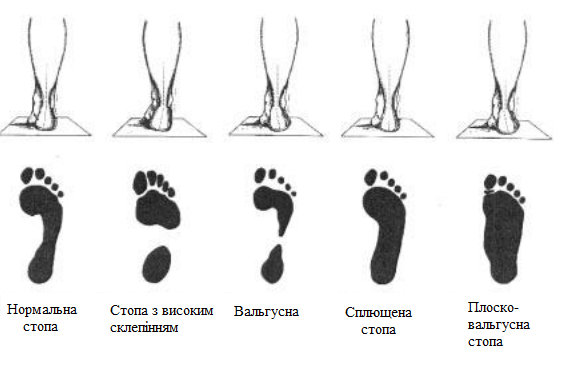 Нормальна
стопа
Стопа з високим
склепінням
Вальгусна
Сплющена
стопа
Плоско-
вальгусна
стопа